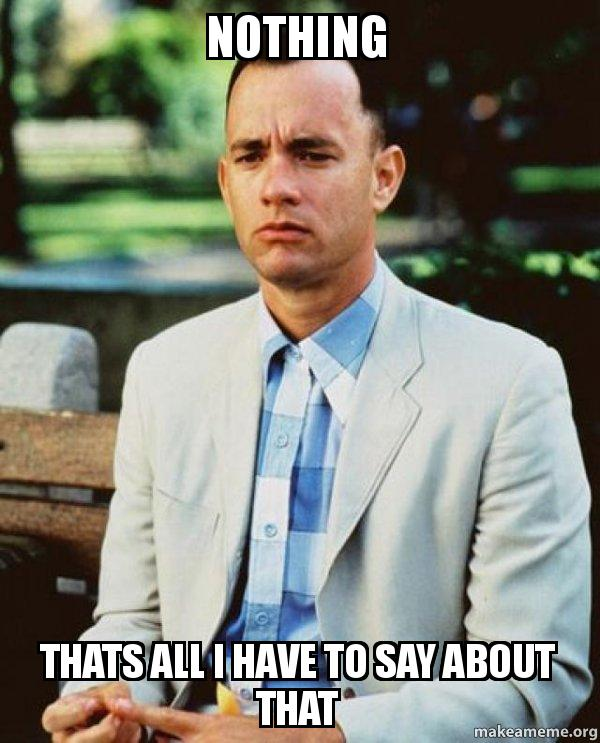 NOTHING
THATS ALL I HAVE TO SAY ABOUT
THAT
makeameme.org